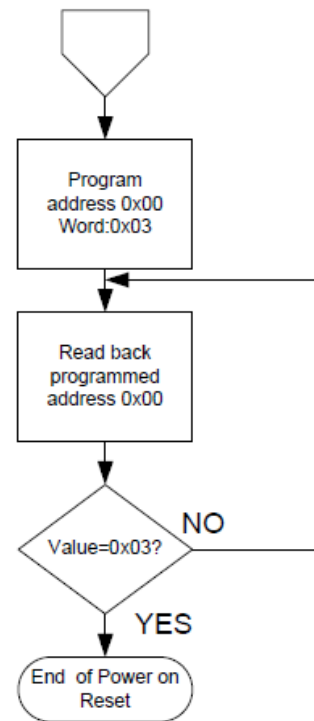 Program
address 0x00
Word:0x03
Read back
programmed
address 0x00
Value=0x03?
NO
YES
End of Power on
Reset